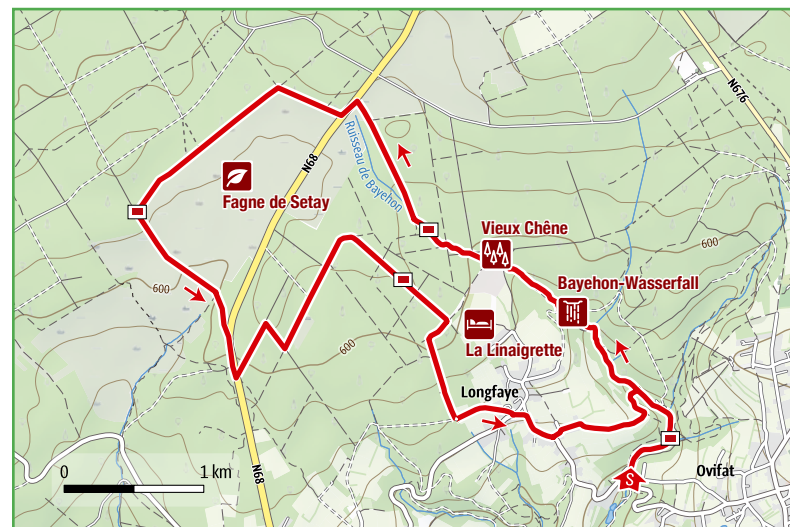 N68
N676
Ruisseau de Bayehon
Fagne de Setay
Vieux Chêne
600
Bayehon-Wasserfall
600
600
La Linaigrette
Longfaye
0
1 km
N68
S
Ovifat